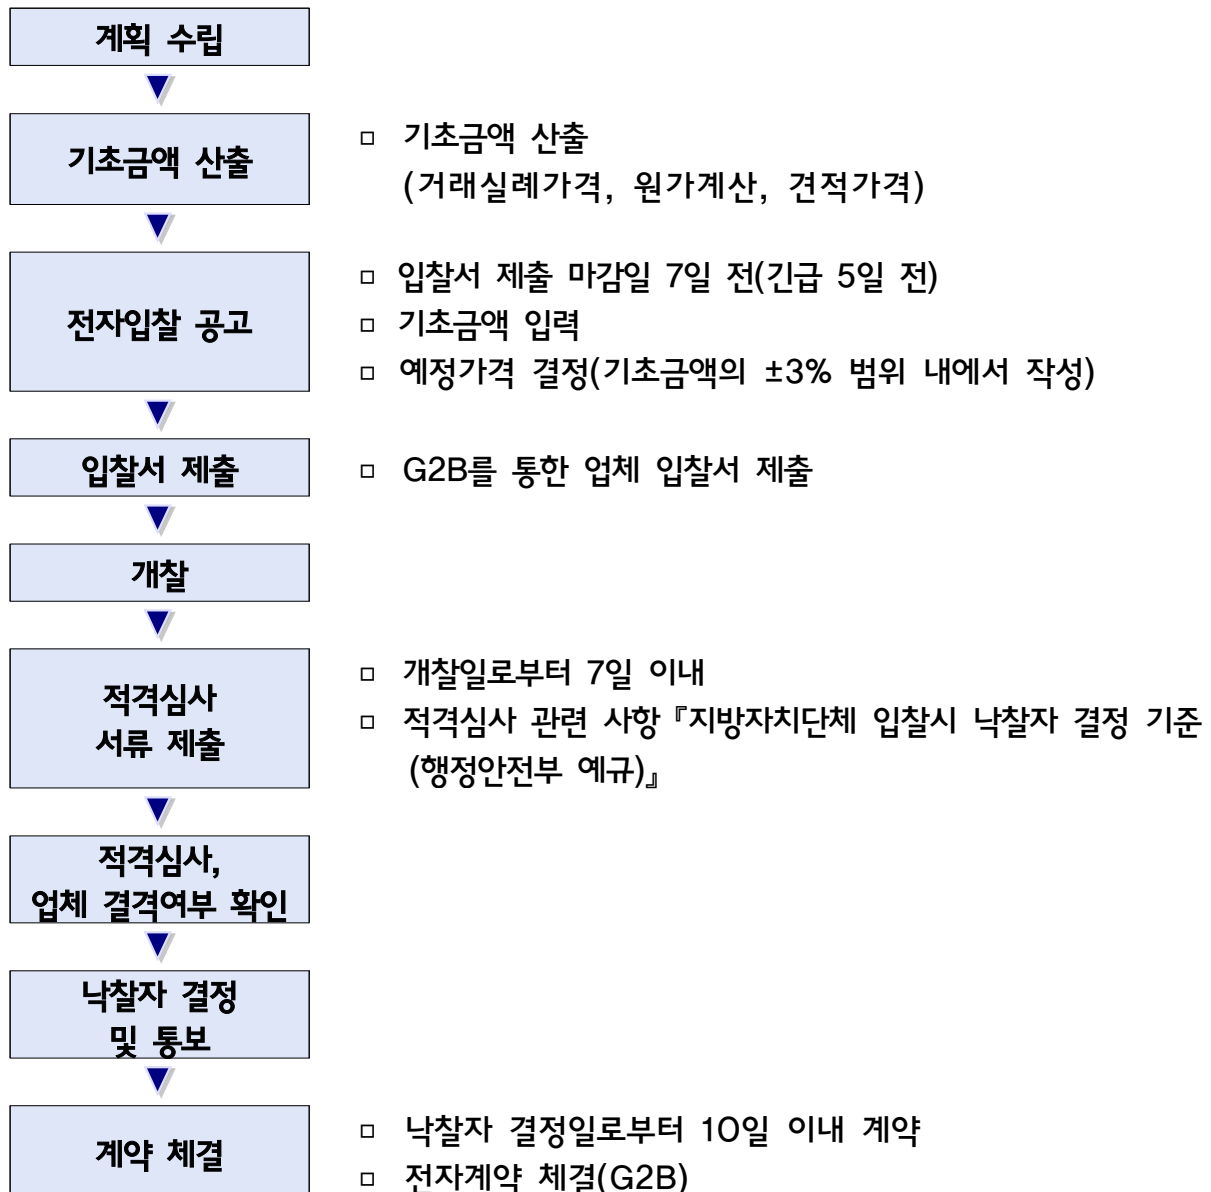 계획 수립
기초금액 산출
□ 기초금액 산출
(거래실례가격, 원가계산, 견적가격)
전자입찰 공고
□ 입찰서 제출 마감일 7일 전(긴급 5일 전)
□ 기초금액 입력
□ 예정가격 결정(기초금액의 ±3% 범위 내에서 작성)
입찰서 제출
□ G2B를 통한 업체 입찰서 제출
개찰
적격심사
서류 제출
□ 개찰일로부터 7일 이내
□ 적격심사 관련 사항『지방자치단체 입찰시 낙찰자 결정 기준
(행정안전부 예규)』
적격심사,
업체 결격여부 확인
낙찰자 결정
및 통보
계약 체결
□ 낙찰자 결정일로부터 10일 이내 계약
□ 전자계약 체결(G2B)